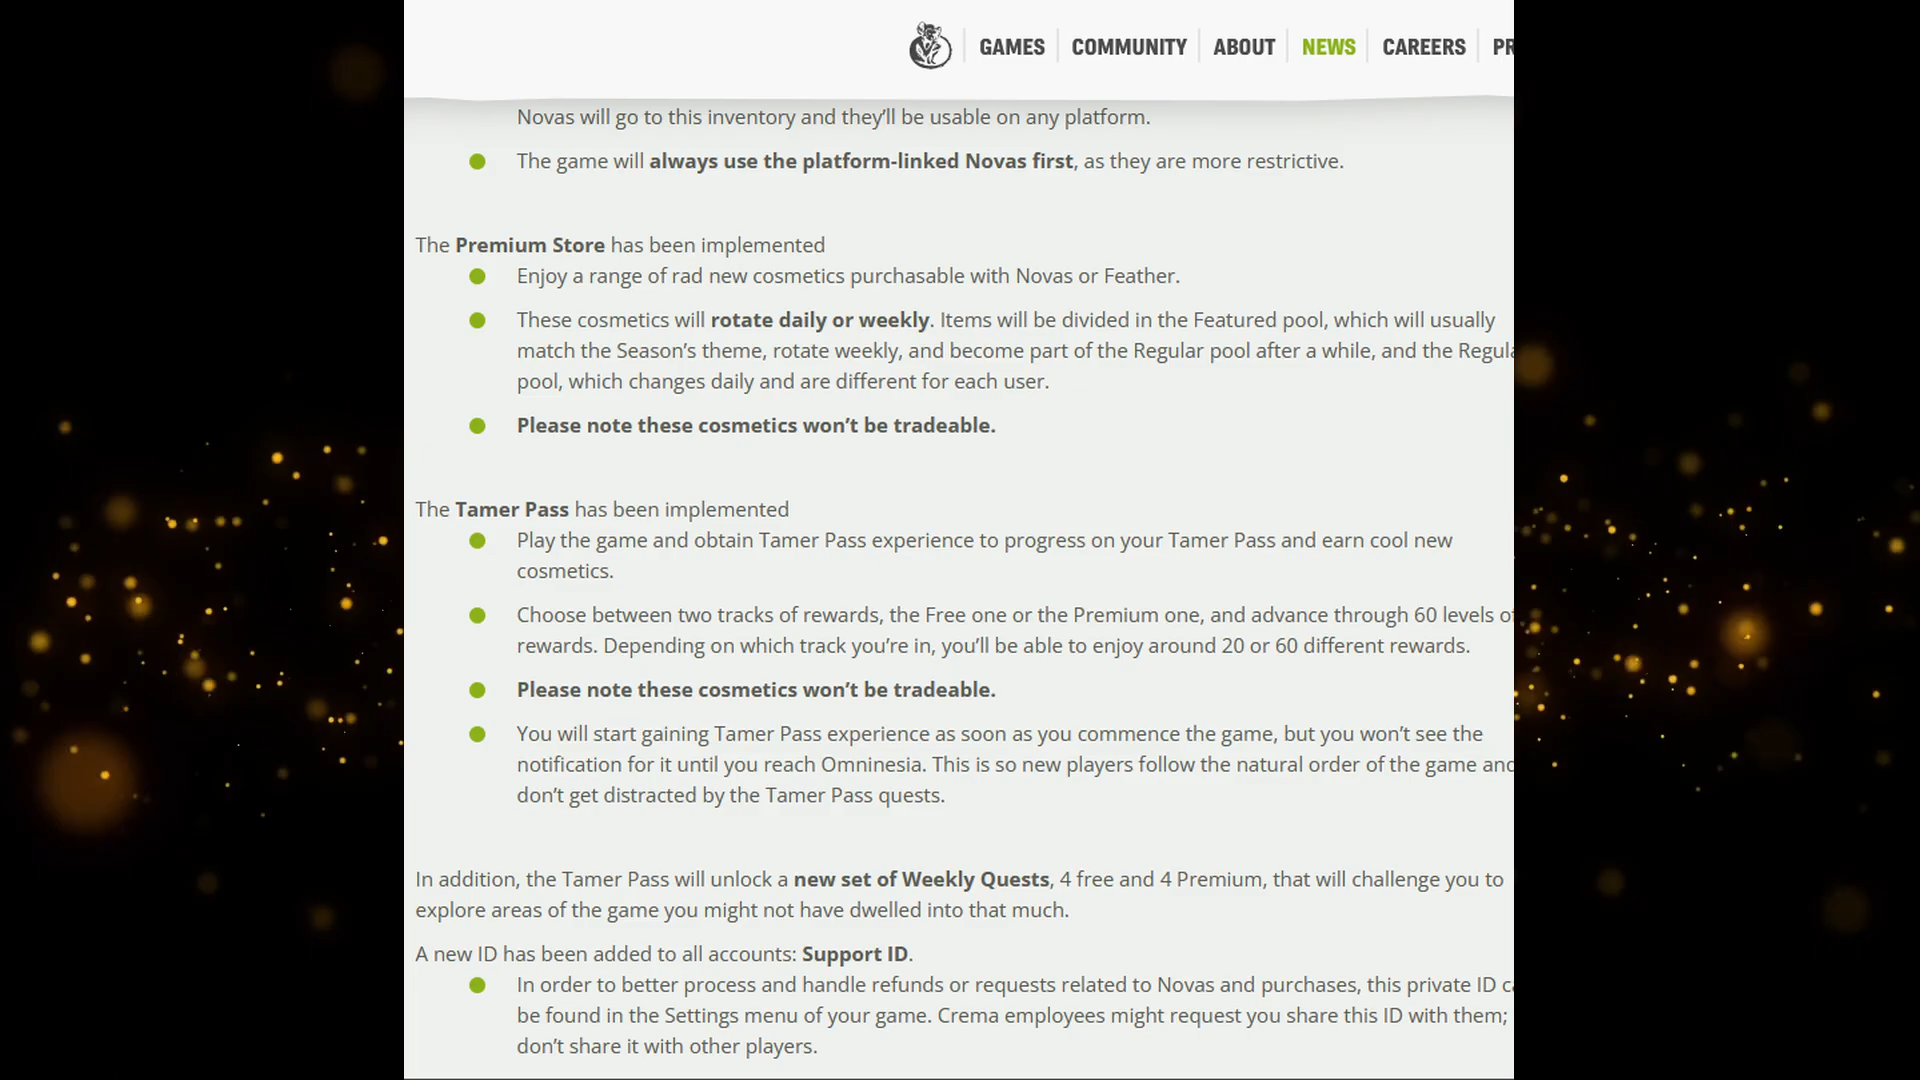 GAMES COMMUNITY ABOUT NEWS CAREERS PR
Novas will go to this inventory and they’ll be usable on any platform.
The game will always use the platform-linked Novas first, as they are more restrictive.
The Premium Store has been implemented
Enjoy a range of rad new cosmetics purchasable with Novas or Feather.
These cosmetics will rotate daily or weekly. Items will be divided in the Featured pool, which will usually
match the Season’s theme, rotate weekly, and become part of the Regular pool after a while, and the Regula
pool, which changes daily and are different for each user.
Please note these cosmetics won’t be tradeable.
The Tamer Pass has been implemented
Play the game and obtain Tamer Pass experience to progress on your Tamer Pass and earn cool new
cosmetics.
Choose between two tracks of rewards, the Free one or the Premium one, and advance through 60 levels of
rewards. Depending on which track you’re in, you’ll be able to enjoy around 20 or 60 different rewards.
Please note these cosmetics won’t be tradeable.
You will start gaining Tamer Pass experience as soon as you commence the game, but you won’t see the
notification for it until you reach Omninesia. This is so new players follow the natural order of the game and
don’t get distracted by the Tamer Pass quests.
In addition, the Tamer Pass will unlock a new set of Weekly Quests, 4 free and 4 Premium, that will challenge you to
explore areas of the game you might not have dwelled into that much.
A new ID has been added to all accounts: Support ID.
In order to better process and handle refunds or requests related to Novas and purchases, this private ID c
be found in the Settings menu of your game. Crema employees might request you share this ID with them;
don’t share it with other players.